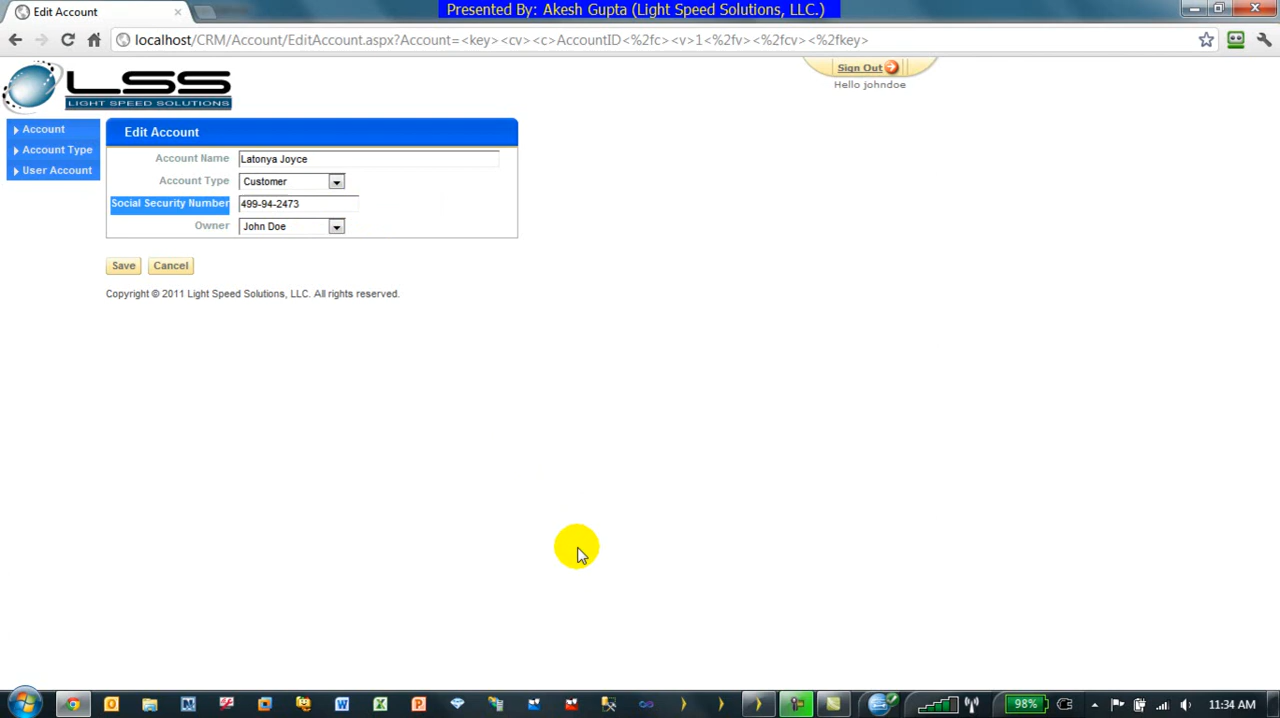 Edit Account
Presented By: Akesh Gupta (Light Speed Solutions, LLC.)
localhost/CRM/Account/EditAccount.aspx?Account=<key><cv><c>AccountID<%2fc><v>1<%2fv><%2fcv><%2fkey>
LSS
LIGHT SPEED SOLUTIONS
Sign Out
Hello johndoe
Account
Account Type
User Account
Edit Account
Account Name Latonya Joyce
Account Type Customer
Social Security Number 499-94-2473
Owner John Doe
Save Cancel
Copyright © 2011 Light Speed Solutions, LLC. All rights reserved.
98% 11:34 AM